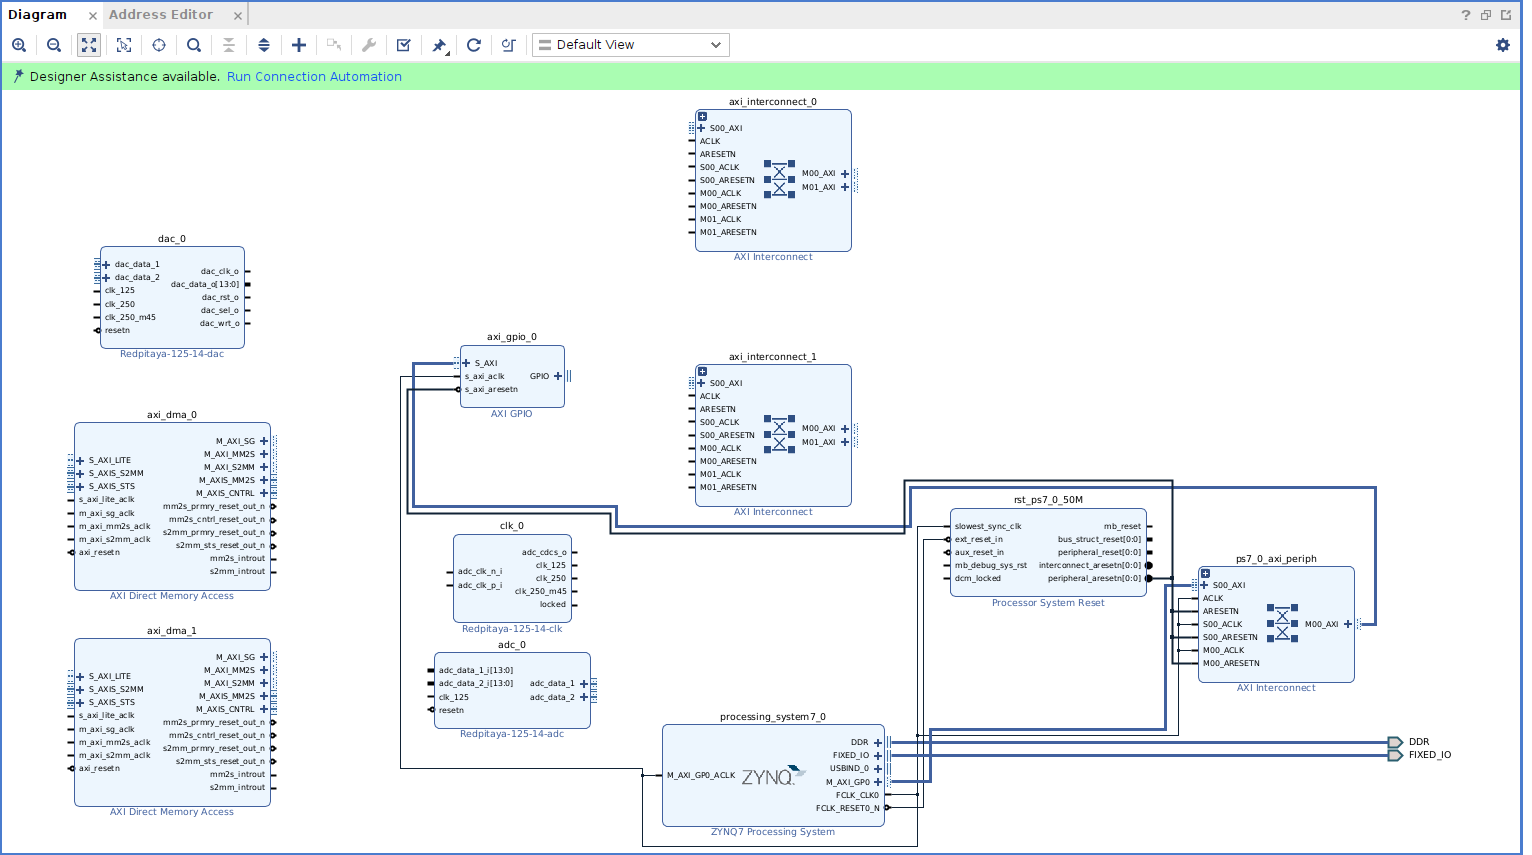 Diagram
Address Editor
Default View
Designer Assistance available. Run Connection Automation
axi_interconnect_0
S00_AXI
ACLK
ARESETN
S00_ACLK
S00_ARESETN
M00_ACLK
M00_ARESETN
M01_ACLK
M01_ARESETN
M00_AXI
M01_AXI
AXI Interconnect
dac_0
dac_data_1
dac_data_2
clk_125
clk_250
clk_250_m45
resetn
dac_clk_o
dac_data_o[13:0]
dac_rst_o
dac_sel_o
dac_wrt_o
Redpitaya-125-14-dac
axi_gpio_0
S_AXI
s_axi_aclk
s_axi_aresetn
GPIO
AXI GPIO
axi_interconnect_1
S00_AXI
ACLK
ARESETN
S00_ACLK
S00_ARESETN
M00_ACLK
M00_ARESETN
M01_ACLK
M01_ARESETN
M00_AXI
M01_AXI
AXI Interconnect
axi_dma_0
S_AXI_LITE
S_AXIS_S2MM
S_AXIS_STS
s_axi_lite_aclk
m_axi_sg_aclk
m_axi_mm2s_aclk
m_axi_s2mm_aclk
axi_resetn
M_AXI_SG
M_AXI_MM2S
M_AXI_S2MM
M_AXIS_MM2S
M_AXIS_CNTRL
mm2s_prmry_reset_out_n
mm2s_cntrl_reset_out_n
s2mm_prmry_reset_out_n
s2mm_sts_reset_out_n
mm2s_introut
s2mm_introut
AXI Direct Memory Access
clk_0
adc_clk_n_i
adc_clk_p_i
adc_cdcs_o
clk_125
clk_250
clk_250_m45
locked
Redpitaya-125-14-clk
rst_ps7_0_50M
slowest_sync_clk
ext_reset_in
aux_reset_in
mb_debug_sys_rst
dcm_locked
mb_reset
bus_struct_reset[0:0]
peripheral_reset[0:0]
interconnect_aresetn[0:0]
peripheral_aresetn[0:0]
Processor System Reset
ps7_0_axi_periph
S00_AXI
ACLK
ARESETN
S00_ACLK
S00_ARESETN
M00_ACLK
M00_ARESETN
M00_AXI
AXI Interconnect
axi_dma_1
S_AXI_LITE
S_AXIS_S2MM
S_AXIS_STS
s_axi_lite_aclk
m_axi_sg_aclk
m_axi_mm2s_aclk
m_axi_s2mm_aclk
axi_resetn
M_AXI_SG
M_AXI_MM2S
M_AXI_S2MM
M_AXIS_MM2S
M_AXIS_CNTRL
mm2s_prmry_reset_out_n
mm2s_cntrl_reset_out_n
s2mm_prmry_reset_out_n
s2mm_sts_reset_out_n
mm2s_introut
s2mm_introut
AXI Direct Memory Access
adc_0
adc_data_1_i[13:0]
adc_data_2_i[13:0]
clk_125
resetn
adc_data_1
adc_data_2
Redpitaya-125-14-adc
processing_system7_0
M_AXI_GP0_ACLK
ZYNQ
DDR
FIXED_IO
USBIND_0
M_AXI_GP0
FCLK_CLK0
FCLK_RESET0_N
ZYNQ7 Processing System
DDR
FIXED_IO